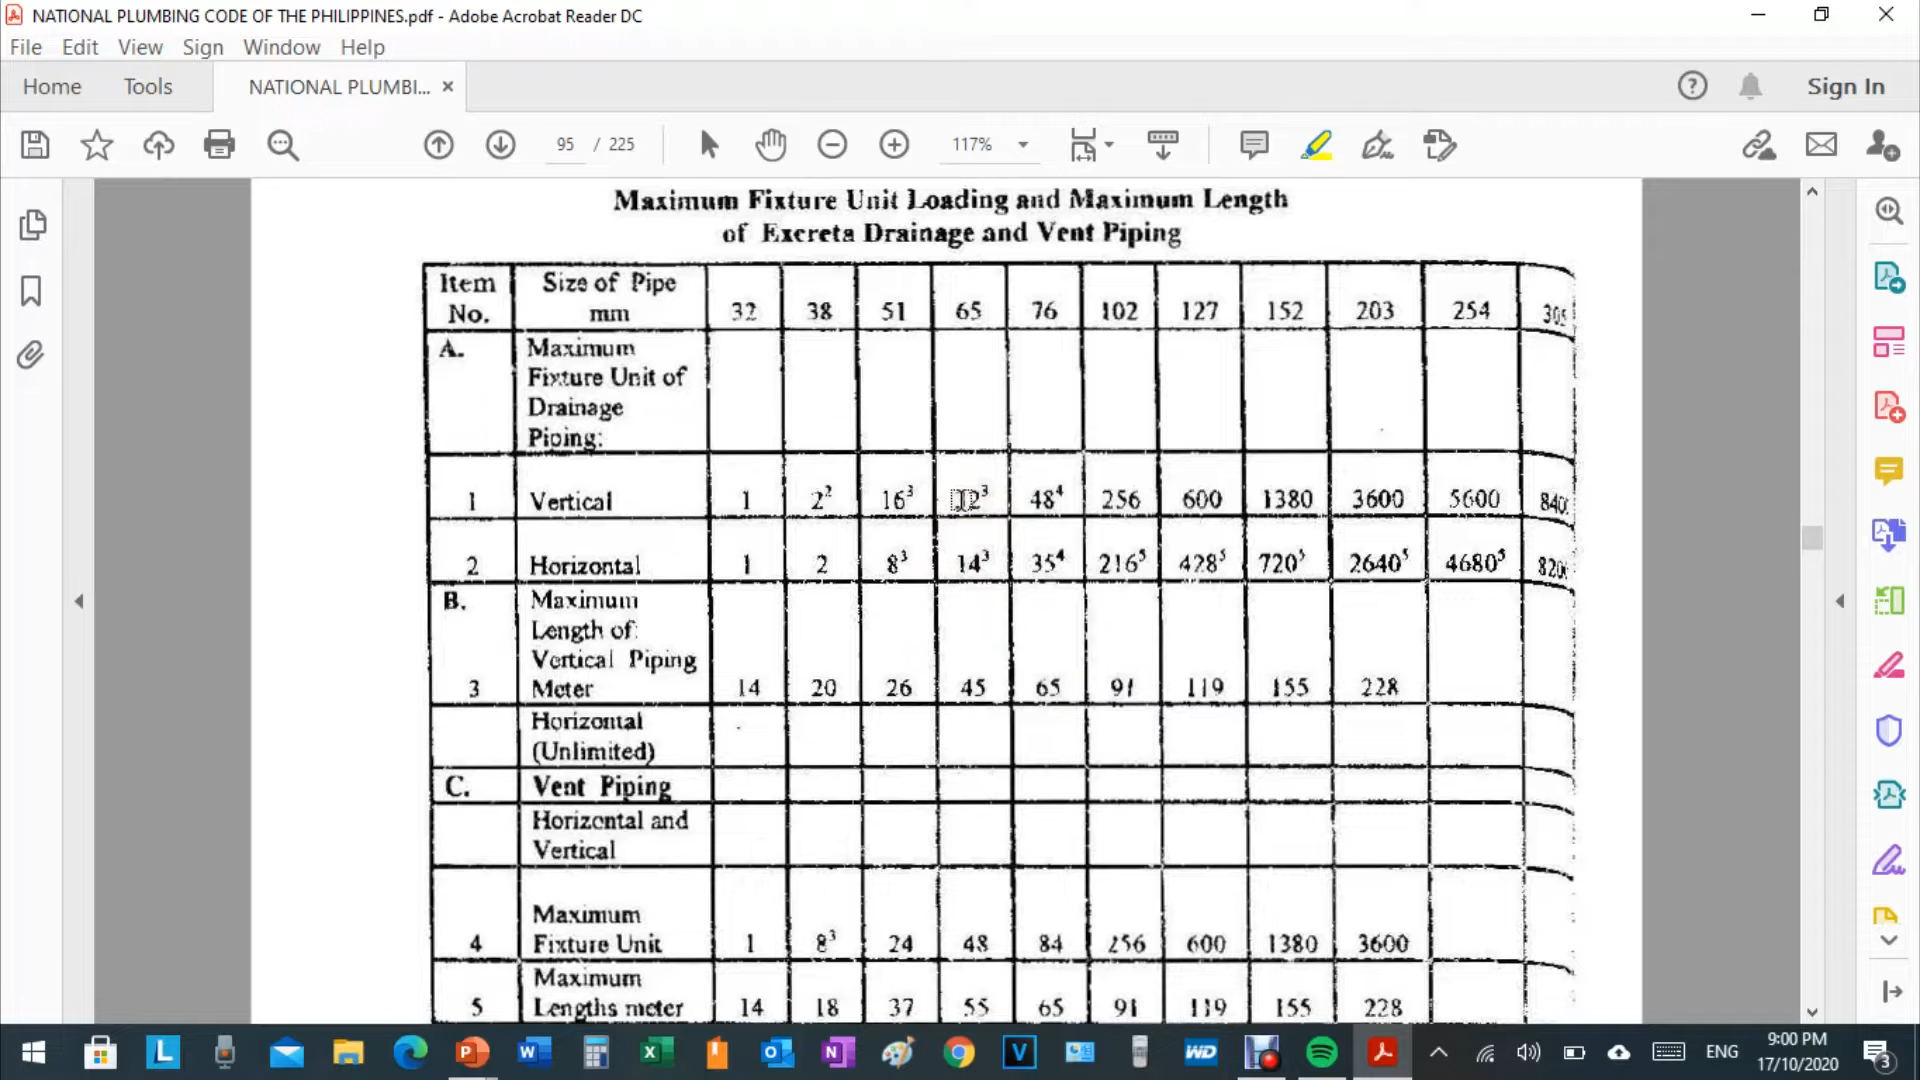 NATIONAL PLUMBING CODE OF THE PHILIPPINES.pdf - Adobe Acrobat Reader DC
File Edit View Sign Window Help
Home Tools NATIONAL PLUMBI... × Sign In
95 / 225 117%
Maximum Fixture Unit Loading and Maximum Length
of Excreta Drainage and Vent Piping
Item No. Size of Pipe mm 32 38 51 65 76 102 127 152 203 254
A. Maximum Fixture Unit of Drainage Piping:
1 Vertical 1 2² 16³ 48⁴ 256 600 1380 3600 5600
2 Horizontal 1 2 8³ 14³ 35⁴ 216⁵ 428⁵ 720⁵ 2640⁵ 4680⁵
B. Maximum Length of: Vertical Piping
3 Meter 14 20 26 45 65 91 119 155 228
Horizontal (Unlimited)
C. Vent Piping
Horizontal and Vertical
4 Maximum Fixture Unit 1 8³ 24 48 84 256 600 1380 3600
5 Maximum Lengths meter 14 18 37 55 65 91 119 155 228
ENG 9:00 PM
17/10/2020 3